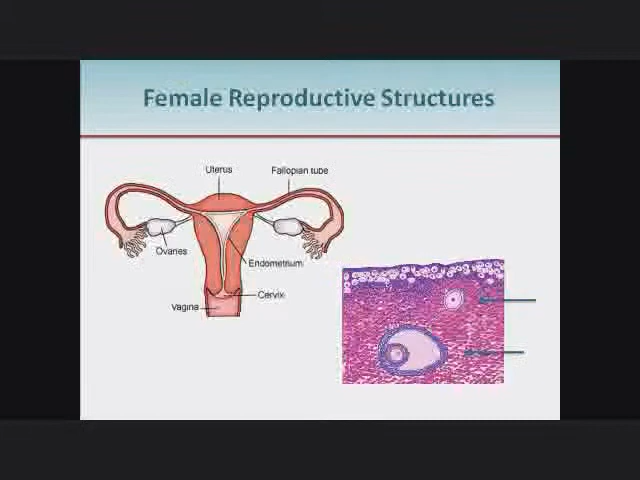 Female Reproductive Structures
Uterus
Fallopian tube
Ovaries
Endometrium
Cervix
Vagina